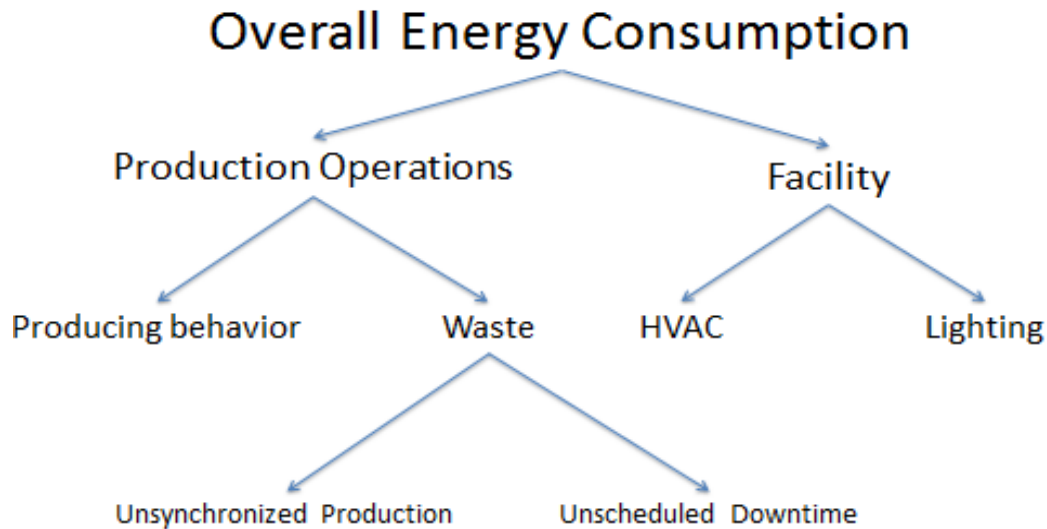 Overall Energy Consumption
Production Operations
Facility
Producing behavior
Waste
HVAC
Lighting
Unsynchronized Production
Unscheduled Downtime